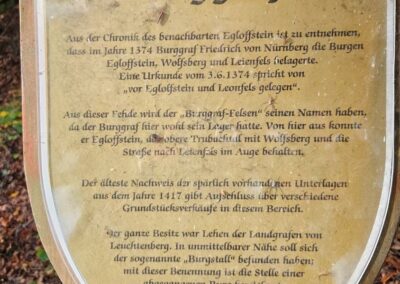 Aus der Chronik des benachbarten Egloffstein ist zu entnehmen,
dass im Jahre 1374 Burggraf Friedrich von Nürnberg die Burgen
Egloffstein, Wolfsberg und Leienfels belagerte.
Eine Urkunde vom 3.6.1374 spricht von
„vor Eglofstein und Leonfels gelegen“.
Aus dieser Fehde wird der „Burggraf-Felsen“ seinen Namen haben,
da der Burggraf hier wohl sein Lager hatte. Von hier aus konnte
er Egloffstein, das obere Trubachtal mit Wolfsberg und die
Straße nach Leienfels im Auge behalten.
Der älteste Nachweis der spärlich vorhandenen Unterlagen
aus dem Jahre 1417 gibt Aufschluss über verschiedene
Grundstücksverkäufe in diesem Bereich.
Der ganze Besitz war Lehen der Landgrafen von
Leuchtenberg. In unmittelbarer Nähe soll sich
der sogenannte „Burgstall“ befunden haben;
mit dieser Benennung ist die Stelle einer